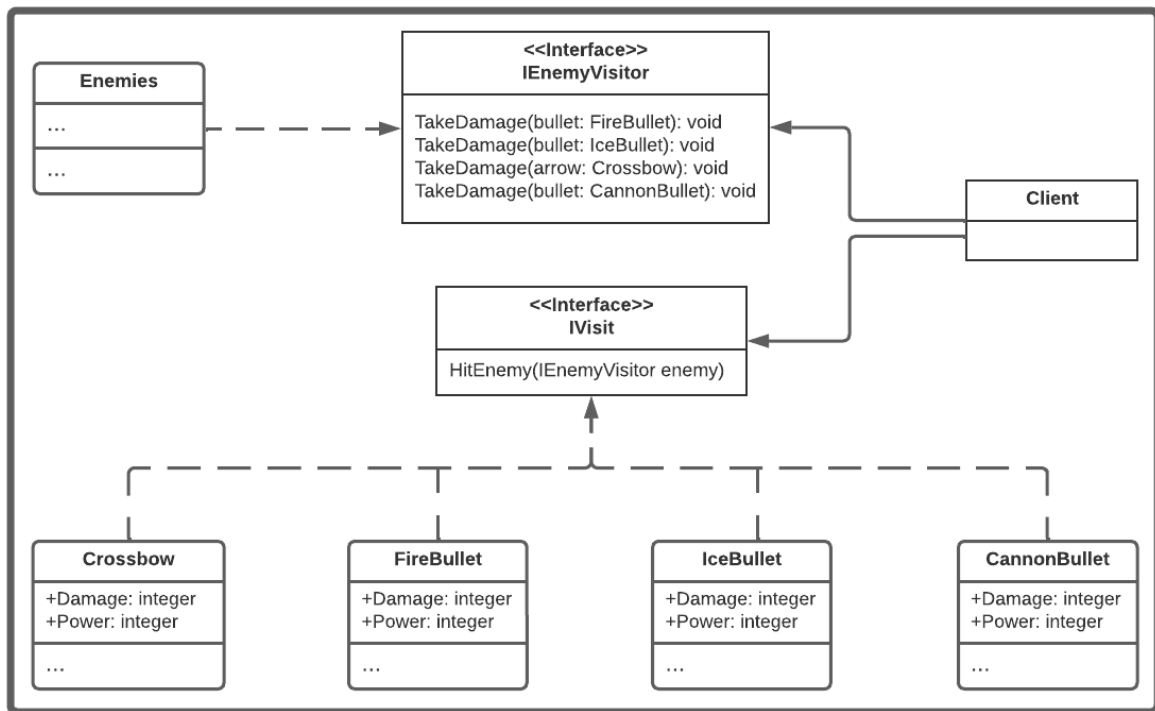 Enemies
...
...
<<Interface>>
IEnemyVisitor
TakeDamage(bullet: FireBullet): void
TakeDamage(bullet: IceBullet): void
TakeDamage(arrow: Crossbow): void
TakeDamage(bullet: CannonBullet): void
Client
<<Interface>>
IVisit
HitEnemy(IEnemyVisitor enemy)
Crossbow
+Damage: integer
+Power: integer
...
FireBullet
+Damage: integer
+Power: integer
...
IceBullet
+Damage: integer
+Power: integer
...
CannonBullet
+Damage: integer
+Power: integer
...